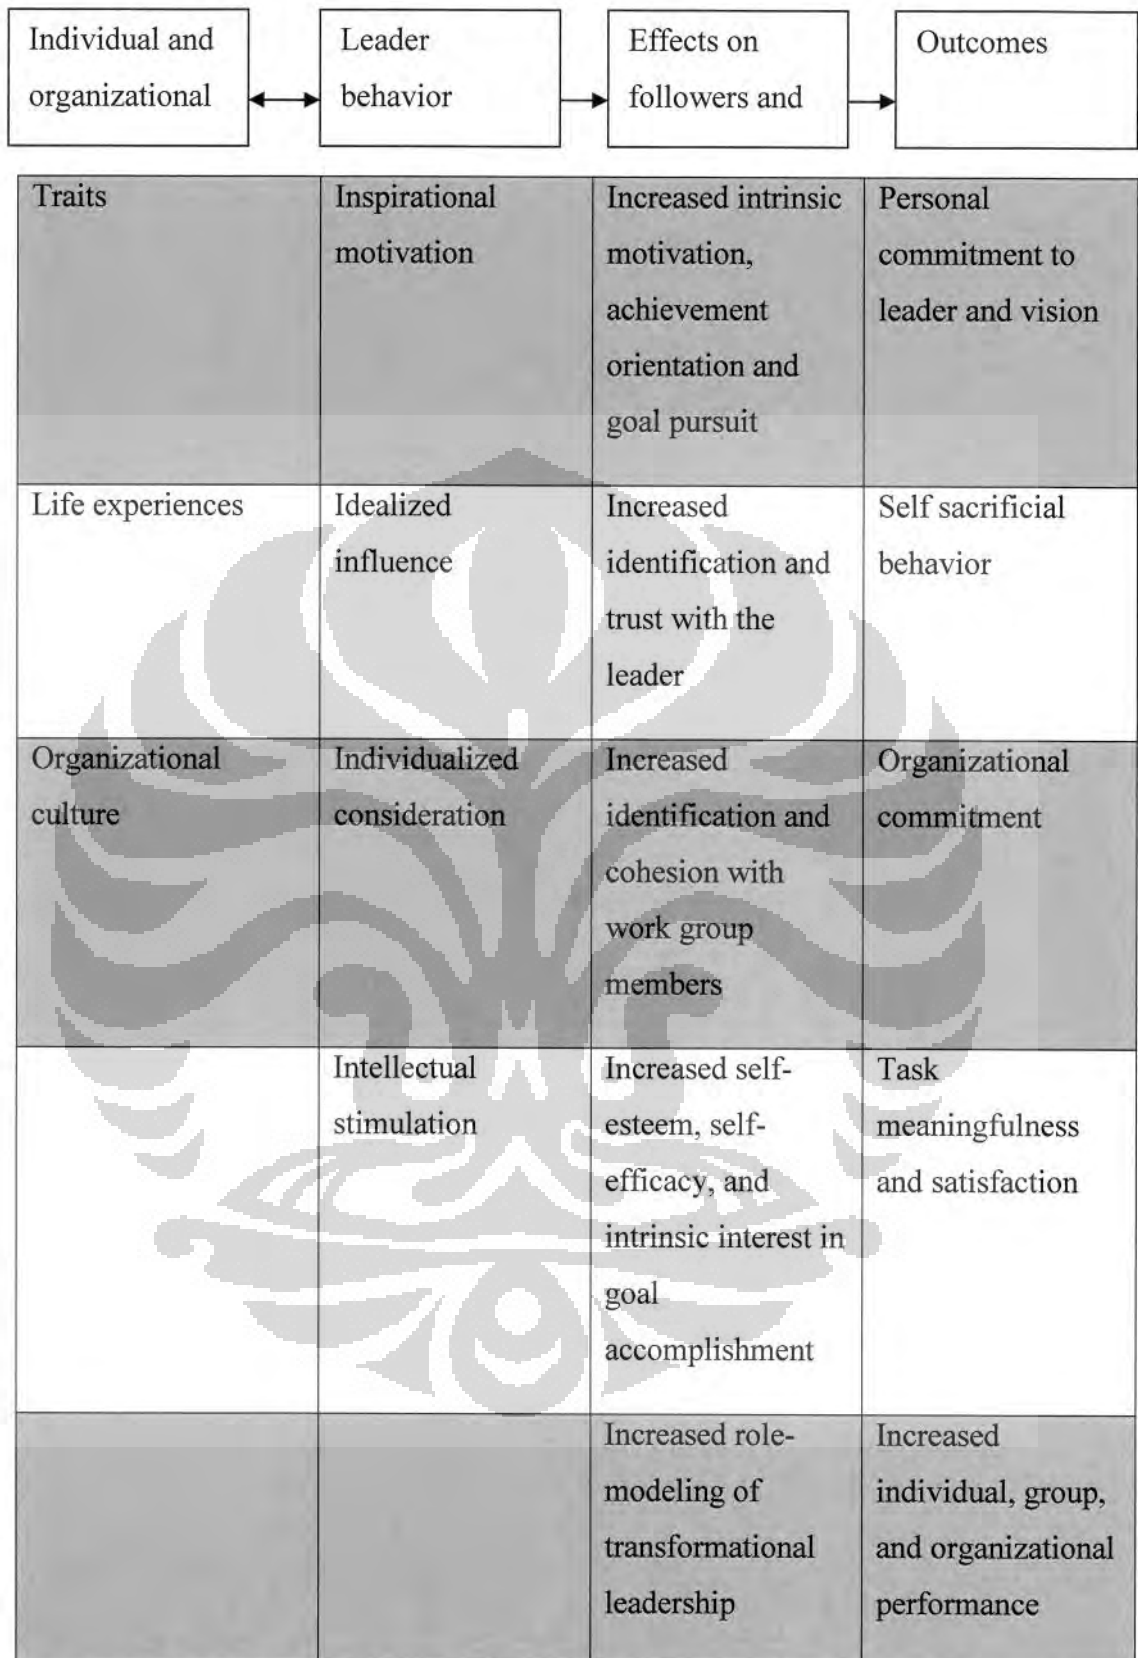 Individual and
organizational
Leader
behavior
Effects on
followers and
Outcomes
Traits
Inspirational
motivation
Increased intrinsic
motivation,
achievement
orientation and
goal pursuit
Personal
commitment to
leader and vision
Life experiences
Idealized
influence
Increased
identification and
trust with the
leader
Self sacrificial
behavior
Organizational
culture
Individualized
consideration
Increased
identification and
cohesion with
work group
members
Organizational
commitment
Intellectual
stimulation
Increased self-
esteem, self-
efficacy, and
intrinsic interest in
goal
accomplishment
Task
meaningfulness
and satisfaction
Increased role-
modeling of
transformational
leadership
Increased
individual, group,
and organizational
performance